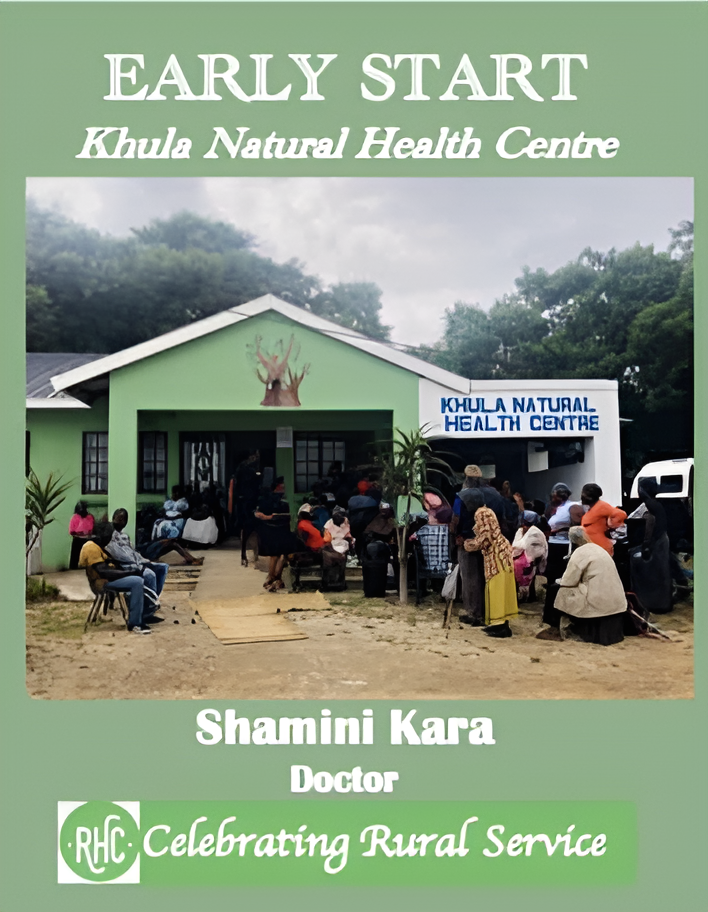 EARLY START
Khula Natural Health Centre
KHULA NATURAL
HEALTH CENTRE
Shamini Kara
Doctor
RHC
Celebrating Rural Service